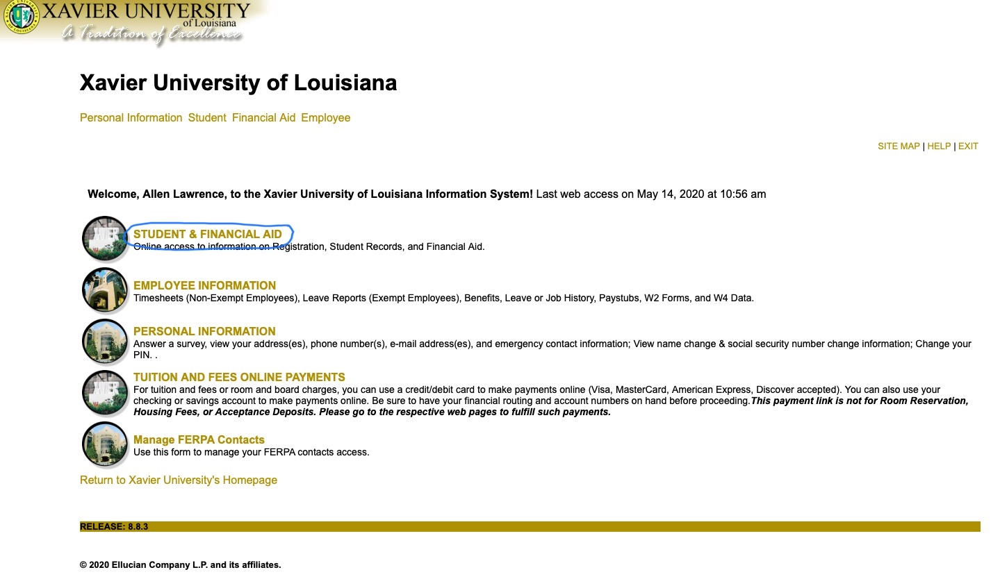 XAVIER UNIVERSITY
of Louisiana
A Tradition of Excellence
Xavier University of Louisiana
Personal Information Student Financial Aid Employee
SITE MAP | HELP | EXIT
Welcome, Allen Lawrence, to the Xavier University of Louisiana Information System! Last web access on May 14, 2020 at 10:56 am
STUDENT & FINANCIAL AID
Online access to information on Registration, Student Records, and Financial Aid.
EMPLOYEE INFORMATION
Timesheets (Non-Exempt Employees), Leave Reports (Exempt Employees), Benefits, Leave or Job History, Paystubs, W2 Forms, and W4 Data.
PERSONAL INFORMATION
Answer a survey, view your address(es), phone number(s), e-mail address(es), and emergency contact information; View name change & social security number change information; Change your
PIN. .
TUITION AND FEES ONLINE PAYMENTS
For tuition and fees or room and board charges, you can use a credit/debit card to make payments online (Visa, MasterCard, American Express, Discover accepted). You can also use your
checking or savings account to make payments online. Be sure to have your financial routing and account numbers on hand before proceeding.This payment link is not for Room Reservation,
Housing Fees, or Acceptance Deposits. Please go to the respective web pages to fulfill such payments.
Manage FERPA Contacts
Use this form to manage your FERPA contacts access.
Return to Xavier University's Homepage
RELEASE: 8.8.3
© 2020 Ellucian Company L.P. and its affiliates.